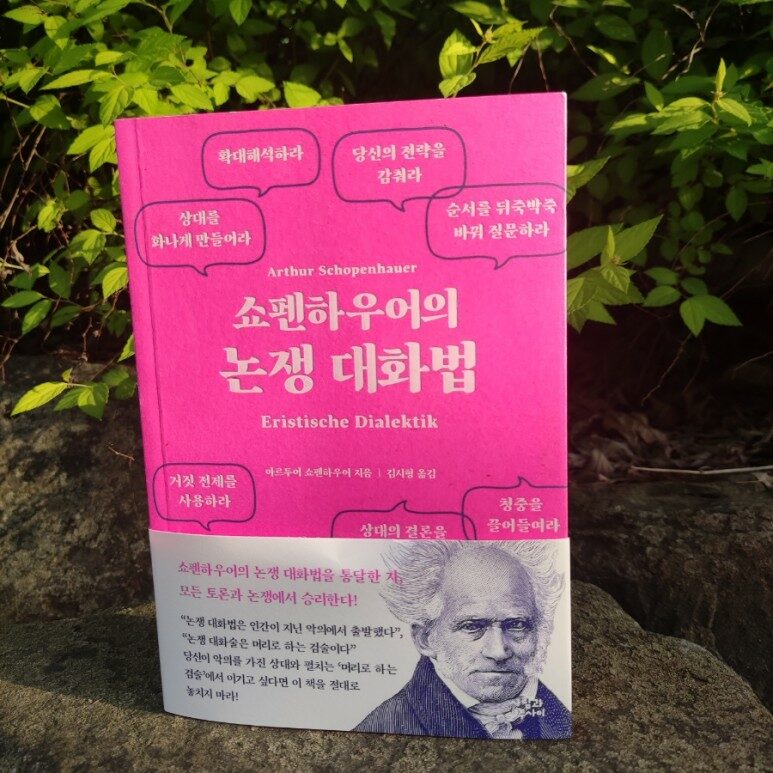 확대해석하라
당신의 전략을
감춰라
상대를
화나게 만들어라
순서를 뒤죽박죽
바꿔 질문하라
Arthur Schopenhauer
쇼펜하우어의
논쟁 대화법
Eristische Dialektik
아르투어 쇼펜하우어 지음 | 김시형 옮김
거짓 전제를
사용하라
상대의 결론을
청중을
끌어들여라
쇼펜하우어의 논쟁 대화법을 통달한 자,
모든 토론과 논쟁에서 승리한다!
“논쟁 대화법은 인간이 지닌 악의에서 출발했다”,
“논쟁 대화술은 머리로 하는 검술이다”
당신이 악의를 가진 상대와 펼치는 ‘머리로 하는
검술’에서 이기고 싶다면 이 책을 절대로
놓치지 마라!